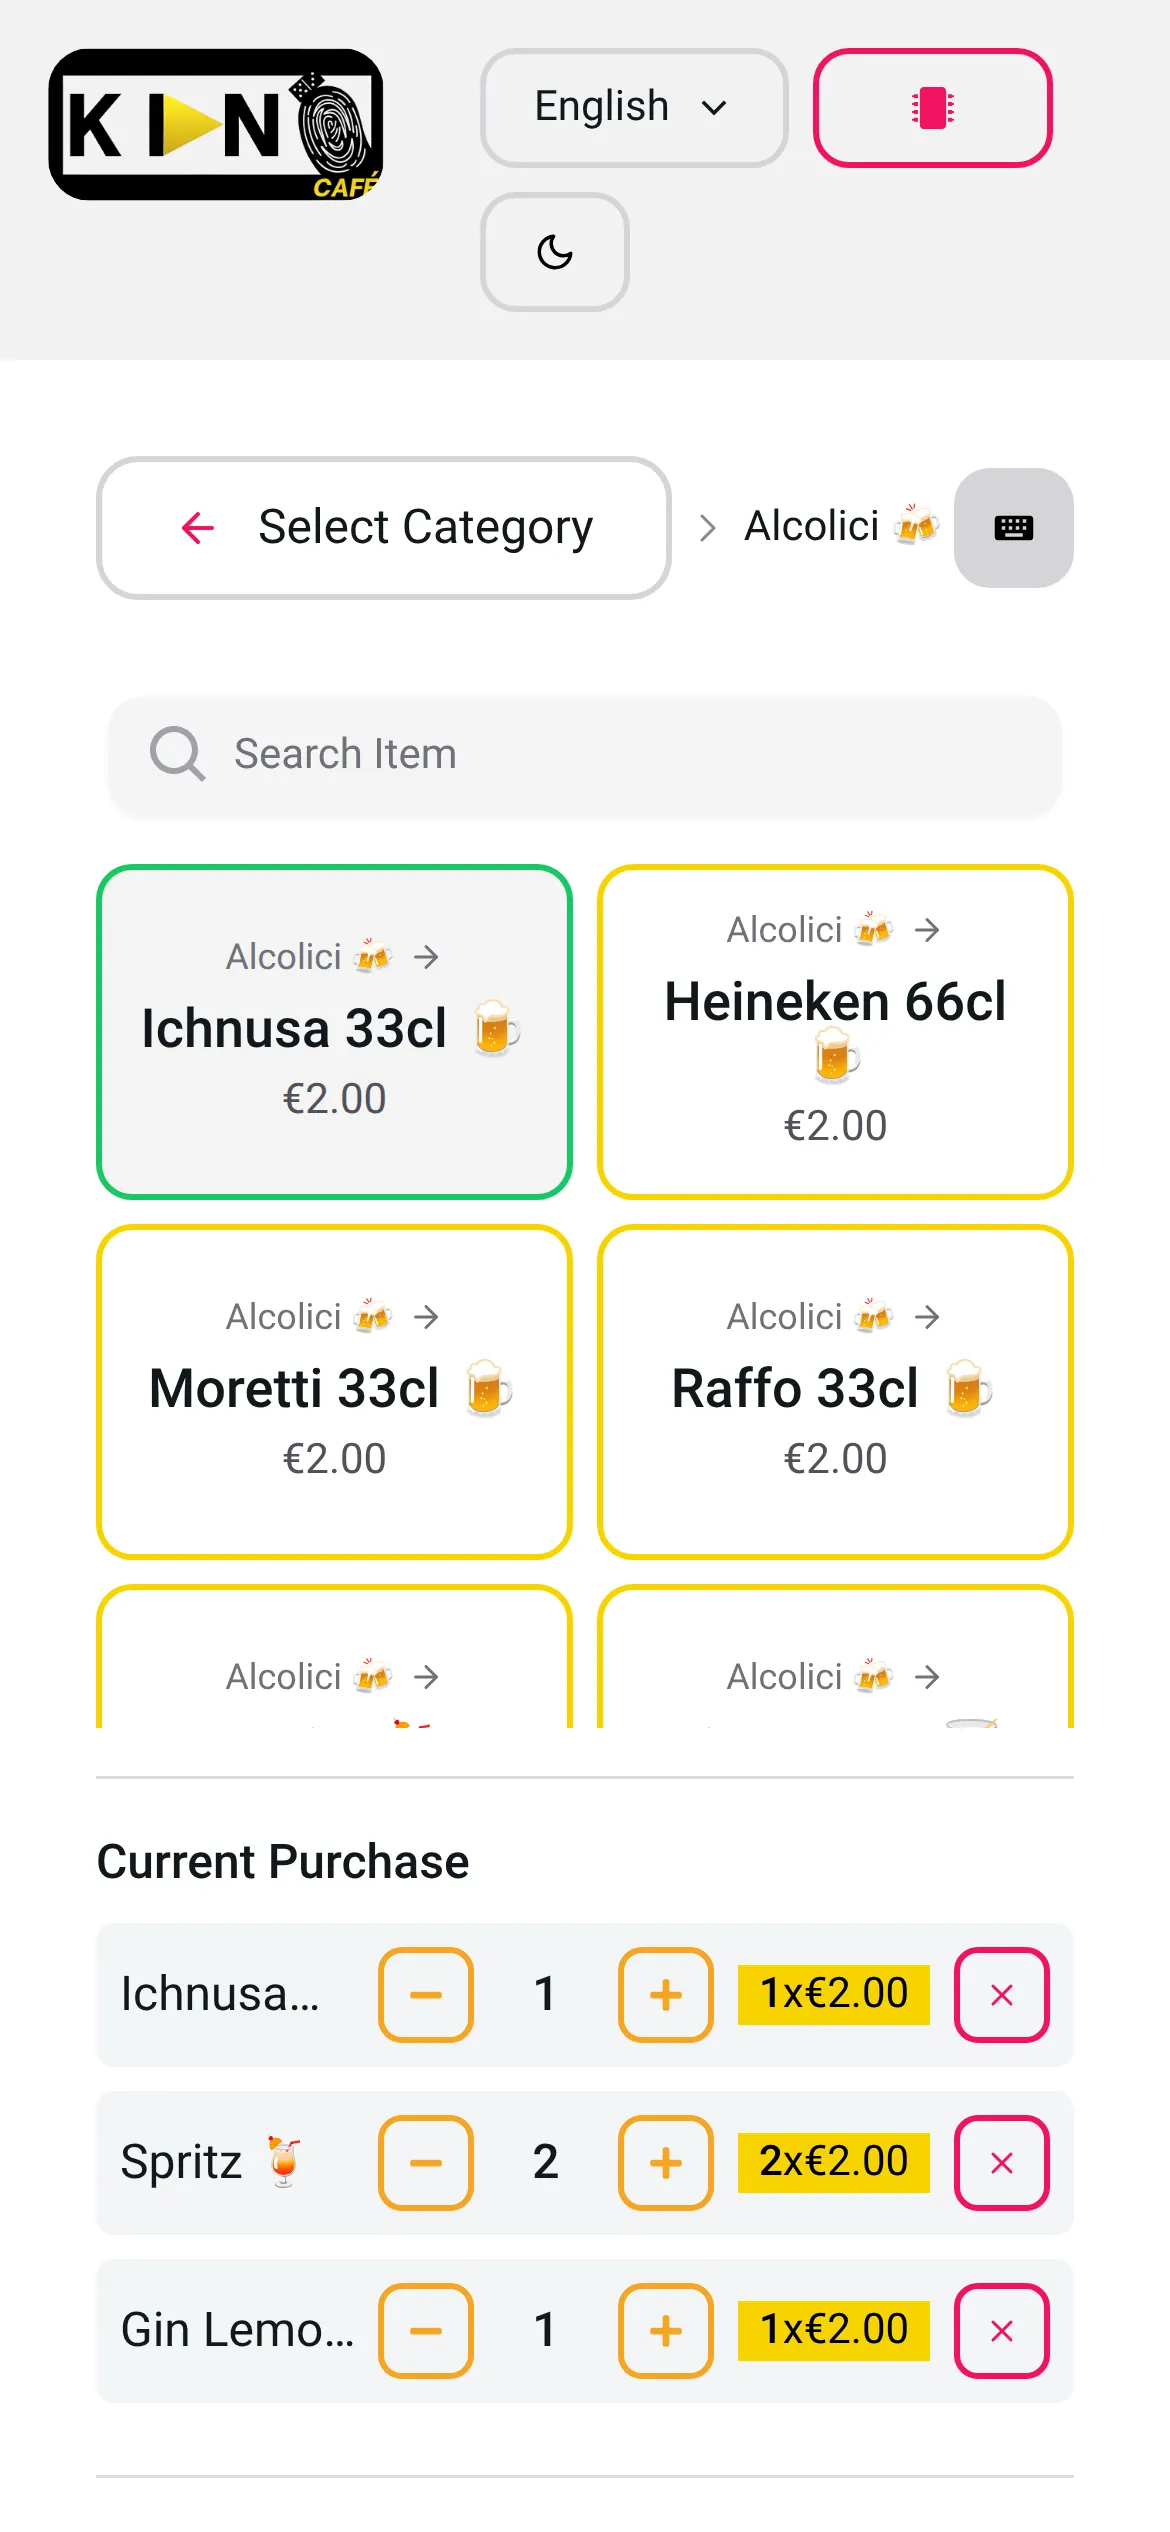 KINO
CAFÉ
English
Select Category
Alcolici 🍻
Search Item
Alcolici 🍻 →
Ichnusa 33cl 🍺
€2.00
Alcolici 🍻 →
Heineken 66cl
🍺
€2.00
Alcolici 🍻 →
Moretti 33cl 🍺
€2.00
Alcolici 🍻 →
Raffo 33cl 🍺
€2.00
Alcolici 🍻 →
Alcolici 🍻 →
Current Purchase
Ichnusa... 1 1x€2.00
Spritz 🍹 2 2x€2.00
Gin Lemo... 1 1x€2.00